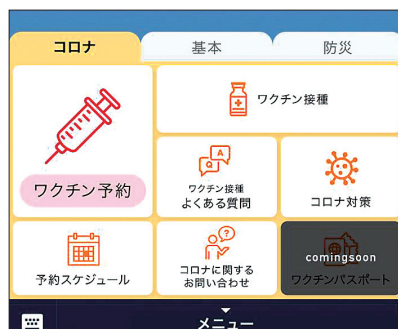 コロナ
基本
防災
ワクチン予約
ワクチン接種
Q
A
ワクチン接種
よくある質問
コロナ対策
予約スケジュール
?
コロナに関する
お問い合わせ
comingsoon
ワクチンパスポート
メニュー